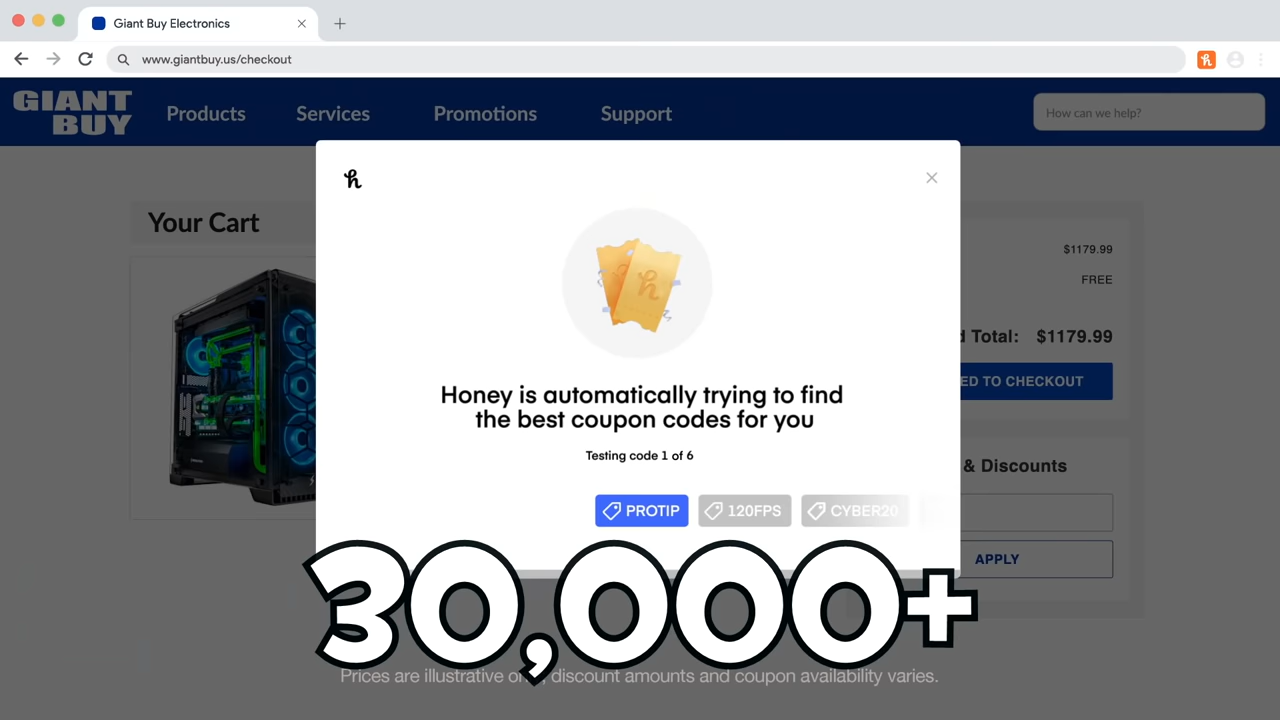 Giant Buy Electronics
www.giantbuy.us/checkout
GIANT
BUY
Products
Services
Promotions
Support
How can we help?
Your Cart
h
Honey is automatically trying to find
the best coupon codes for you
Testing code 1 of 6
PROTIP
120FPS
CYBER20
$1179.99
FREE
Total: $1179.99
ED TO CHECKOUT
& Discounts
APPLY
30,000+
Prices are illustrative discount amounts and coupon availability varies.